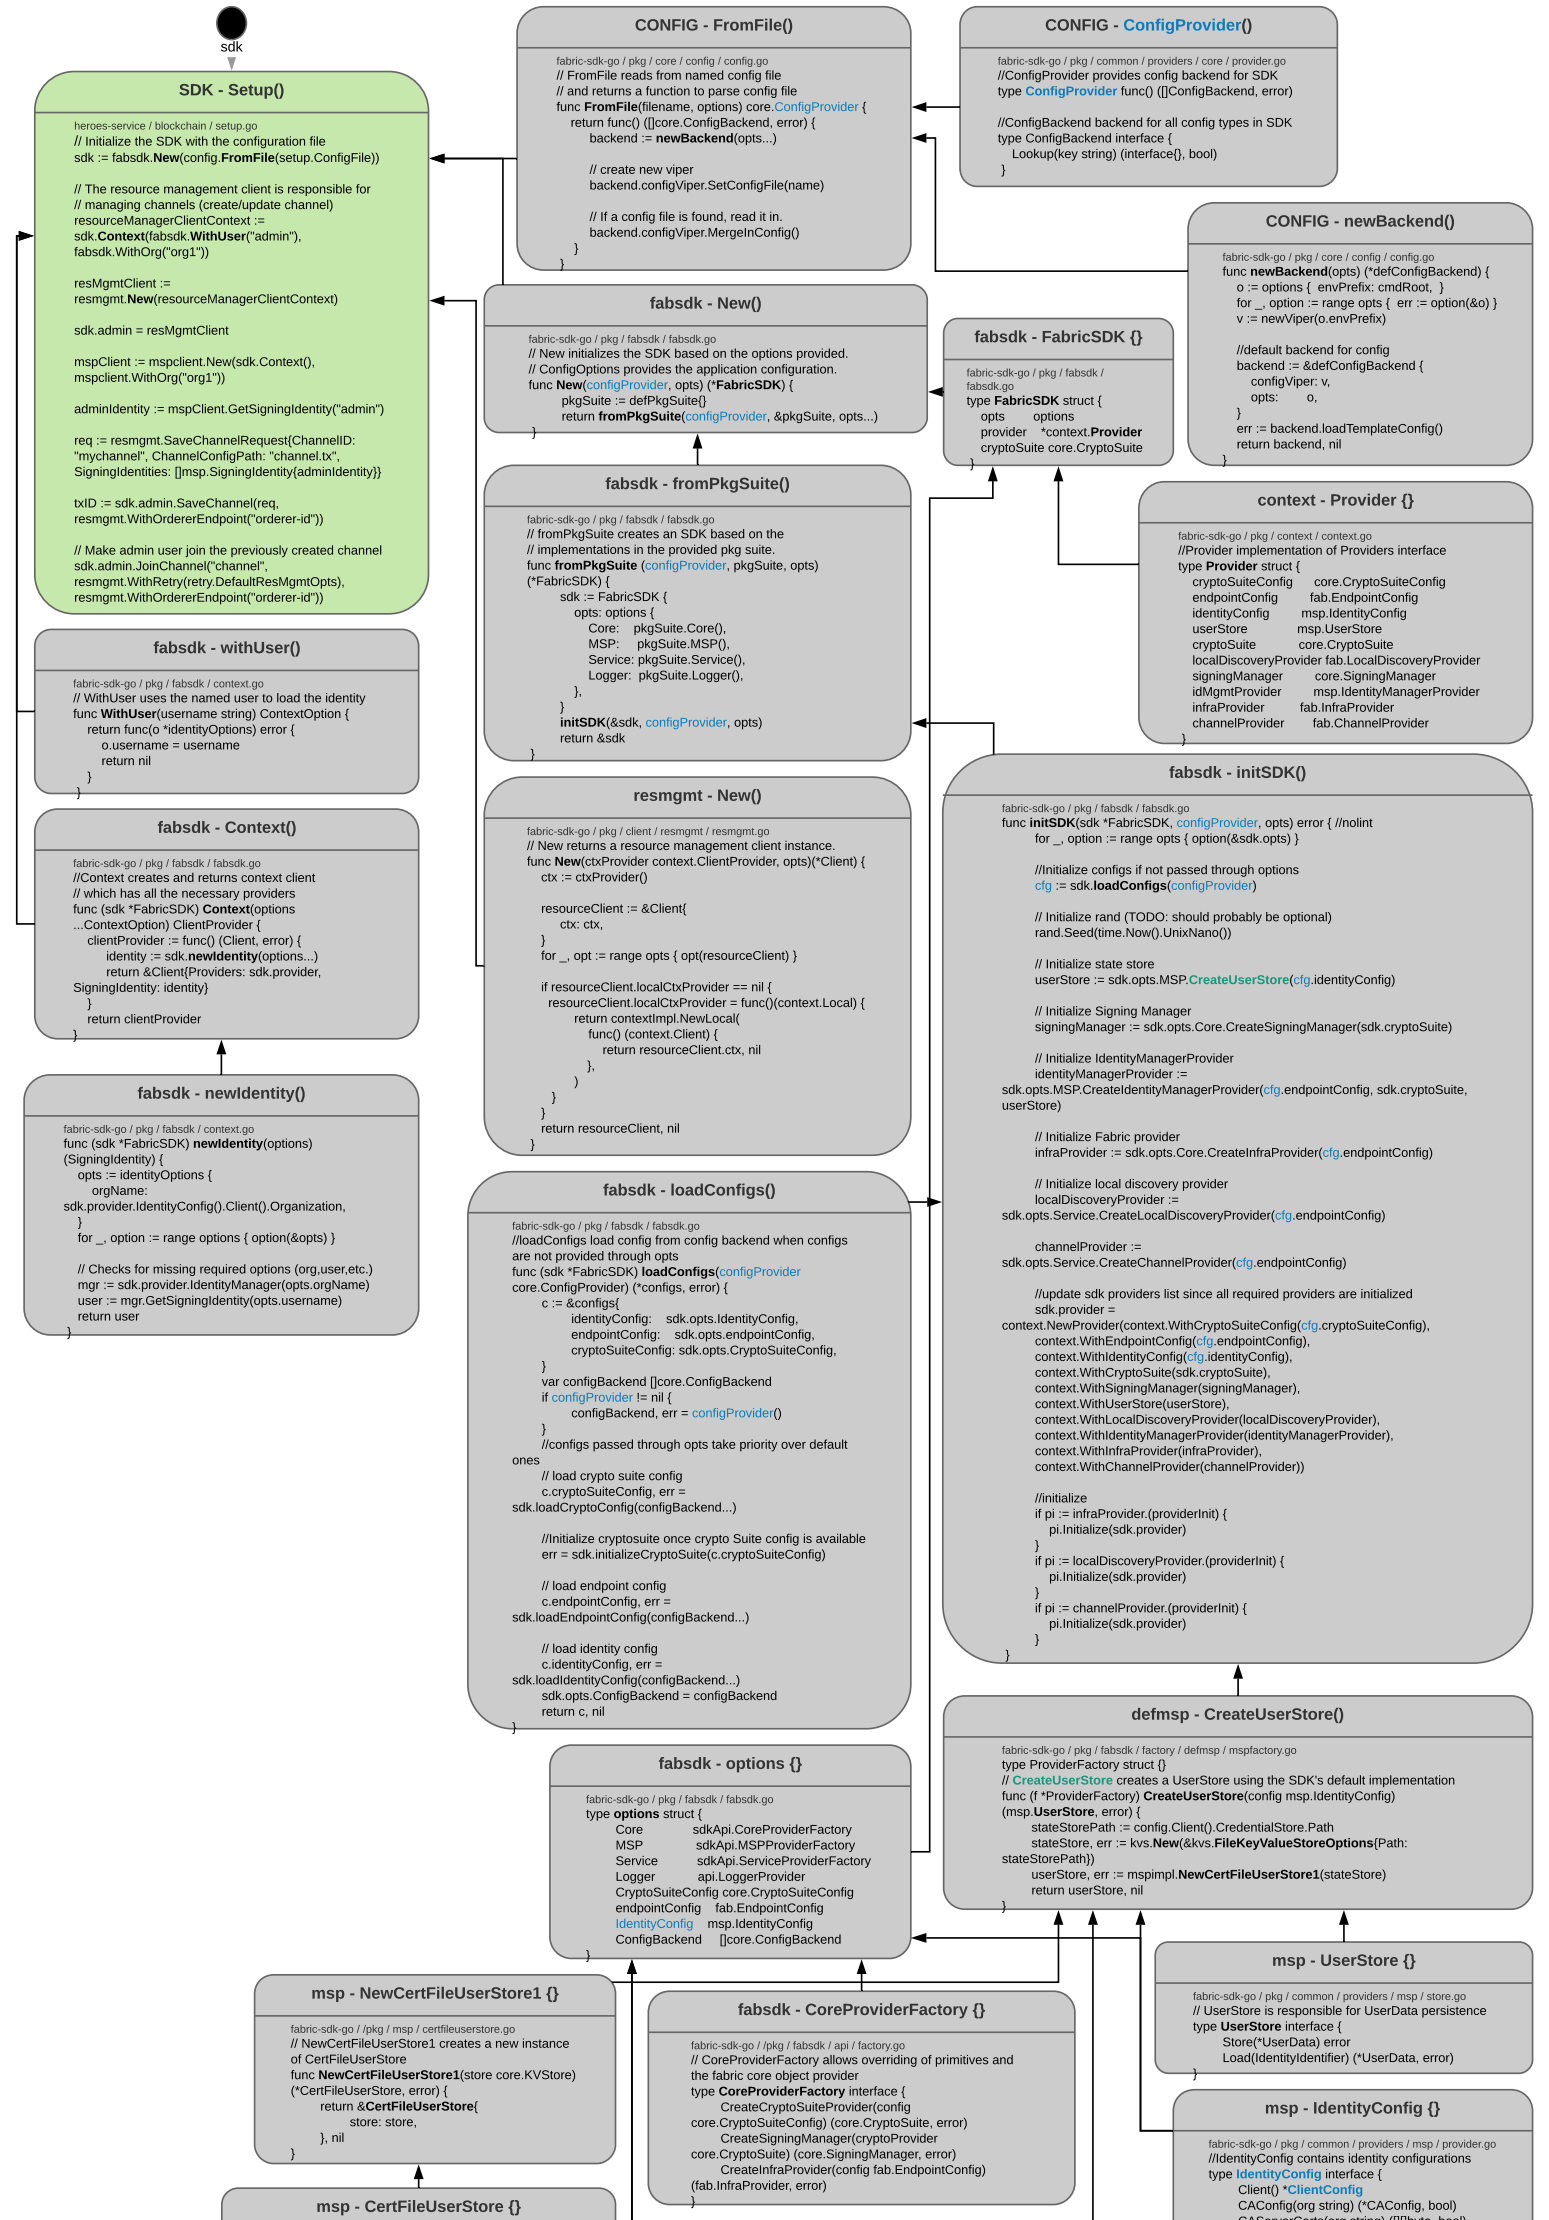 sdk
SDK - Setup()
heroes-service / blockchain / setup.go
// Initialize the SDK with the configuration file
sdk := fabsdk.New(config.FromFile(setup.ConfigFile))
// The resource management client is responsible for
// managing channels (create/update channel)
resourceManagerClientContext :=
sdk.Context(fabsdk.WithUser("admin"),
fabsdk.WithOrg("org1"))
resMgmtClient :=
resmgmt.New(resourceManagerClientContext)
sdk.admin = resMgmtClient
mspClient := mspclient.New(sdk.Context(),
mspclient.WithOrg("org1"))
adminIdentity := mspClient.GetSigningIdentity("admin")
req := resmgmt.SaveChannelRequest{ChannelID:
"mychannel", ChannelConfigPath: "channel.tx",
SigningIdentities: []msp.SigningIdentity{adminIdentity}}
txID := sdk.admin.SaveChannel(req,
resmgmt.WithOrdererEndpoint("orderer-id"))
// Make admin user join the previously created channel
sdk.admin.JoinChannel("channel",
resmgmt.WithRetry(retry.DefaultResMgmtOpts),
resmgmt.WithOrdererEndpoint("orderer-id"))
fabsdk - withUser()
fabric-sdk-go / pkg / fabsdk / context.go
// WithUser uses the named user to load the identity
func WithUser(username string) ContextOption {
return func(o *identityOptions) error {
o.username = username
return nil
}
}
fabsdk - Context()
fabric-sdk-go / pkg / fabsdk / fabsdk.go
//Context creates and returns context client
// which has all the necessary providers
func (sdk *FabricSDK) Context(options
...ContextOption) ClientProvider {
clientProvider := func() (Client, error) {
identity := sdk.newIdentity(options...)
return &Client{Providers: sdk.provider,
SigningIdentity: identity}
}
return clientProvider
}
fabsdk - newIdentity()
fabric-sdk-go / pkg / fabsdk / context.go
func (sdk *FabricSDK) newIdentity(options)
(SigningIdentity) {
opts := identityOptions {
orgName:
sdk.provider.IdentityConfig().Client().Organization,
}
for _, option := range options { option(&opts) }
// Checks for missing required options (org,user,etc.)
mgr := sdk.provider.IdentityManager(opts.orgName)
user := mgr.GetSigningIdentity(opts.username)
return user
}
CONFIG - FromFile()
fabric-sdk-go / pkg / core / config / config.go
// FromFile reads from named config file
// and returns a function to parse config file
func FromFile(filename, options) core.ConfigProvider {
return func() ([]core.ConfigBackend, error) {
backend := newBackend(opts...)
// create new viper
backend.configViper.SetConfigFile(name)
// If a config file is found, read it in.
backend.configViper.MergeInConfig()
}
}
fabsdk - New()
fabric-sdk-go / pkg / fabsdk / fabsdk.go
// New initializes the SDK based on the options provided.
// ConfigOptions provides the application configuration.
func New(configProvider, opts) (*FabricSDK) {
pkgSuite := defPkgSuite{}
return fromPkgSuite(configProvider, &pkgSuite, opts...)
}
fabsdk - fromPkgSuite()
fabric-sdk-go / pkg / fabsdk / fabsdk.go
// fromPkgSuite creates an SDK based on the
// implementations in the provided pkg suite.
func fromPkgSuite (configProvider, pkgSuite, opts)
(*FabricSDK) {
sdk := FabricSDK {
opts: options {
Core: pkgSuite.Core(),
MSP: pkgSuite.MSP(),
Service: pkgSuite.Service(),
Logger: pkgSuite.Logger(),
},
}
initSDK(&sdk, configProvider, opts)
return &sdk
}
resmgmt - New()
fabric-sdk-go / pkg / client / resmgmt / resmgmt.go
// New returns a resource management client instance.
func New(ctxProvider context.ClientProvider, opts)(*Client) {
ctx := ctxProvider()
resourceClient := &Client{
ctx: ctx,
}
for _, opt := range opts { opt(resourceClient) }
if resourceClient.localCtxProvider == nil {
resourceClient.localCtxProvider = func()(context.Local) {
return contextImpl.NewLocal(
func() (context.Client) {
return resourceClient.ctx, nil
},
)
}
}
return resourceClient, nil
}
fabsdk - loadConfigs()
fabric-sdk-go / pkg / fabsdk / fabsdk.go
//loadConfigs load config from config backend when configs
are not provided through opts
func (sdk *FabricSDK) loadConfigs(configProvider
core.ConfigProvider) (*configs, error) {
c := &configs{
identityConfig: sdk.opts.IdentityConfig,
endpointConfig: sdk.opts.endpointConfig,
cryptoSuiteConfig: sdk.opts.CryptoSuiteConfig,
}
var configBackend []core.ConfigBackend
if configProvider != nil {
configBackend, err = configProvider()
}
//configs passed through opts take priority over default
ones
// load crypto suite config
c.cryptoSuiteConfig, err =
sdk.loadCryptoConfig(configBackend...)
//Initialize cryptosuite once crypto Suite config is available
err = sdk.initializeCryptoSuite(c.cryptoSuiteConfig)
// load endpoint config
c.endpointConfig, err =
sdk.loadEndpointConfig(configBackend...)
// load identity config
c.identityConfig, err =
sdk.loadIdentityConfig(configBackend...)
sdk.opts.ConfigBackend = configBackend
return c, nil
}
fabsdk - options {}
fabric-sdk-go / pkg / fabsdk / fabsdk.go
type options struct {
Core sdkApi.CoreProviderFactory
MSP sdkApi.MSPProviderFactory
Service sdkApi.ServiceProviderFactory
Logger api.LoggerProvider
CryptoSuiteConfig core.CryptoSuiteConfig
endpointConfig fab.EndpointConfig
IdentityConfig msp.IdentityConfig
ConfigBackend []core.ConfigBackend
}
CONFIG - ConfigProvider()
fabric-sdk-go / pkg / common / providers / core / provider.go
//ConfigProvider provides config backend for SDK
type ConfigProvider func() ([]ConfigBackend, error)
//ConfigBackend backend for all config types in SDK
type ConfigBackend interface {
Lookup(key string) (interface{}, bool)
}
CONFIG - newBackend()
fabric-sdk-go / pkg / core / config / config.go
func newBackend(opts) (*defConfigBackend) {
o := options { envPrefix: cmdRoot, }
for _, option := range opts { err := option(&o) }
v := newViper(o.envPrefix)
//default backend for config
backend := &defConfigBackend {
configViper: v,
opts: o,
}
err := backend.loadTemplateConfig()
return backend, nil
}
fabsdk - FabricSDK {}
fabric-sdk-go / pkg / fabsdk /
fabsdk.go
type FabricSDK struct {
opts options
provider *context.Provider
cryptoSuite core.CryptoSuite
}
context - Provider {}
fabric-sdk-go / pkg / context / context.go
//Provider implementation of Providers interface
type Provider struct {
cryptoSuiteConfig core.CryptoSuiteConfig
endpointConfig fab.EndpointConfig
identityConfig msp.IdentityConfig
userStore msp.UserStore
cryptoSuite core.CryptoSuite
localDiscoveryProvider fab.LocalDiscoveryProvider
signingManager core.SigningManager
idMgmtProvider msp.IdentityManagerProvider
infraProvider fab.InfraProvider
channelProvider fab.ChannelProvider
}
fabsdk - initSDK()
fabric-sdk-go / pkg / fabsdk / fabsdk.go
func initSDK(sdk *FabricSDK, configProvider, opts) error { //nolint
for _, option := range opts { option(&sdk.opts) }
//Initialize configs if not passed through options
cfg := sdk.loadConfigs(configProvider)
// Initialize rand (TODO: should probably be optional)
rand.Seed(time.Now().UnixNano())
// Initialize state store
userStore := sdk.opts.MSP.CreateUserStore(cfg.identityConfig)
// Initialize Signing Manager
signingManager := sdk.opts.Core.CreateSigningManager(sdk.cryptoSuite)
// Initialize IdentityManagerProvider
identityManagerProvider :=
sdk.opts.MSP.CreateIdentityManagerProvider(cfg.endpointConfig, sdk.cryptoSuite,
userStore)
// Initialize Fabric provider
infraProvider := sdk.opts.Core.CreateInfraProvider(cfg.endpointConfig)
// Initialize local discovery provider
localDiscoveryProvider :=
sdk.opts.Service.CreateLocalDiscoveryProvider(cfg.endpointConfig)
channelProvider :=
sdk.opts.Service.CreateChannelProvider(cfg.endpointConfig)
//update sdk providers list since all required providers are initialized
sdk.provider =
context.NewProvider(context.WithCryptoSuiteConfig(cfg.cryptoSuiteConfig),
context.WithEndpointConfig(cfg.endpointConfig),
context.WithIdentityConfig(cfg.identityConfig),
context.WithCryptoSuite(sdk.cryptoSuite),
context.WithSigningManager(signingManager),
context.WithUserStore(userStore),
context.WithLocalDiscoveryProvider(localDiscoveryProvider),
context.WithIdentityManagerProvider(identityManagerProvider),
context.WithInfraProvider(infraProvider),
context.WithChannelProvider(channelProvider))
//initialize
if pi := infraProvider.(providerInit) {
pi.Initialize(sdk.provider)
}
if pi := localDiscoveryProvider.(providerInit) {
pi.Initialize(sdk.provider)
}
if pi := channelProvider.(providerInit) {
pi.Initialize(sdk.provider)
}
}
defmsp - CreateUserStore()
fabric-sdk-go / pkg / fabsdk / factory / defmsp / mspfactory.go
type ProviderFactory struct {}
// CreateUserStore creates a UserStore using the SDK's default implementation
func (f *ProviderFactory) CreateUserStore(config msp.IdentityConfig)
(msp.UserStore, error) {
stateStorePath := config.Client().CredentialStore.Path
stateStore, err := kvs.New(&kvs.FileKeyValueStoreOptions{Path:
stateStorePath})
userStore, err := mspimpl.NewCertFileUserStore1(stateStore)
return userStore, nil
}
msp - NewCertFileUserStore1 {}
fabric-sdk-go / /pkg / msp / certfileuserstore.go
// NewCertFileUserStore1 creates a new instance
of CertFileUserStore
func NewCertFileUserStore1(store core.KVStore)
(*CertFileUserStore, error) {
return &CertFileUserStore{
store: store,
}, nil
}
msp - CertFileUserStore {}
fabsdk - CoreProviderFactory {}
fabric-sdk-go / /pkg / fabsdk / api / factory.go
// CoreProviderFactory allows overriding of primitives and
the fabric core object provider
type CoreProviderFactory interface {
CreateCryptoSuiteProvider(config
core.CryptoSuiteConfig) (core.CryptoSuite, error)
CreateSigningManager(cryptoProvider
core.CryptoSuite) (core.SigningManager, error)
CreateInfraProvider(config fab.EndpointConfig)
(fab.InfraProvider, error)
}
msp - UserStore {}
fabric-sdk-go / pkg / common / providers / msp / store.go
// UserStore is responsible for UserData persistence
type UserStore interface {
Store(*UserData) error
Load(IdentityIdentifier) (*UserData, error)
}
msp - IdentityConfig {}
fabric-sdk-go / pkg / common / providers / msp / provider.go
//IdentityConfig contains identity configurations
type IdentityConfig interface {
Client() *ClientConfig
CAConfig(org string) (*CAConfig, bool)